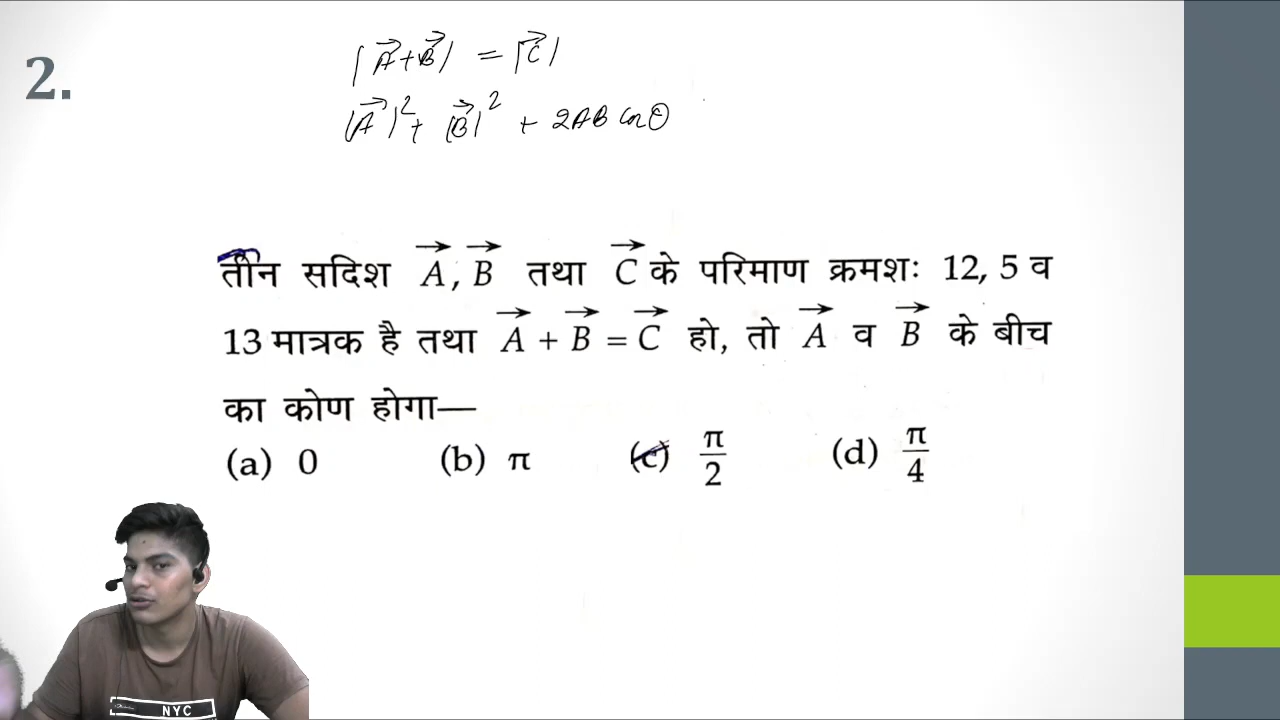 2.
|A⃗+B⃗| = |C⃗|
|A⃗|² + |B⃗|² + 2AB cosθ
तीन सदिश A⃗, B⃗ तथा C⃗ के परिमाण क्रमशः 12, 5 व
13 मात्रक है तथा A⃗ + B⃗ = C⃗ हो, तो A⃗ व B⃗ के बीच
का कोण होगा—
(a) 0 (b) π (c) π/2 (d) π/4
NYC